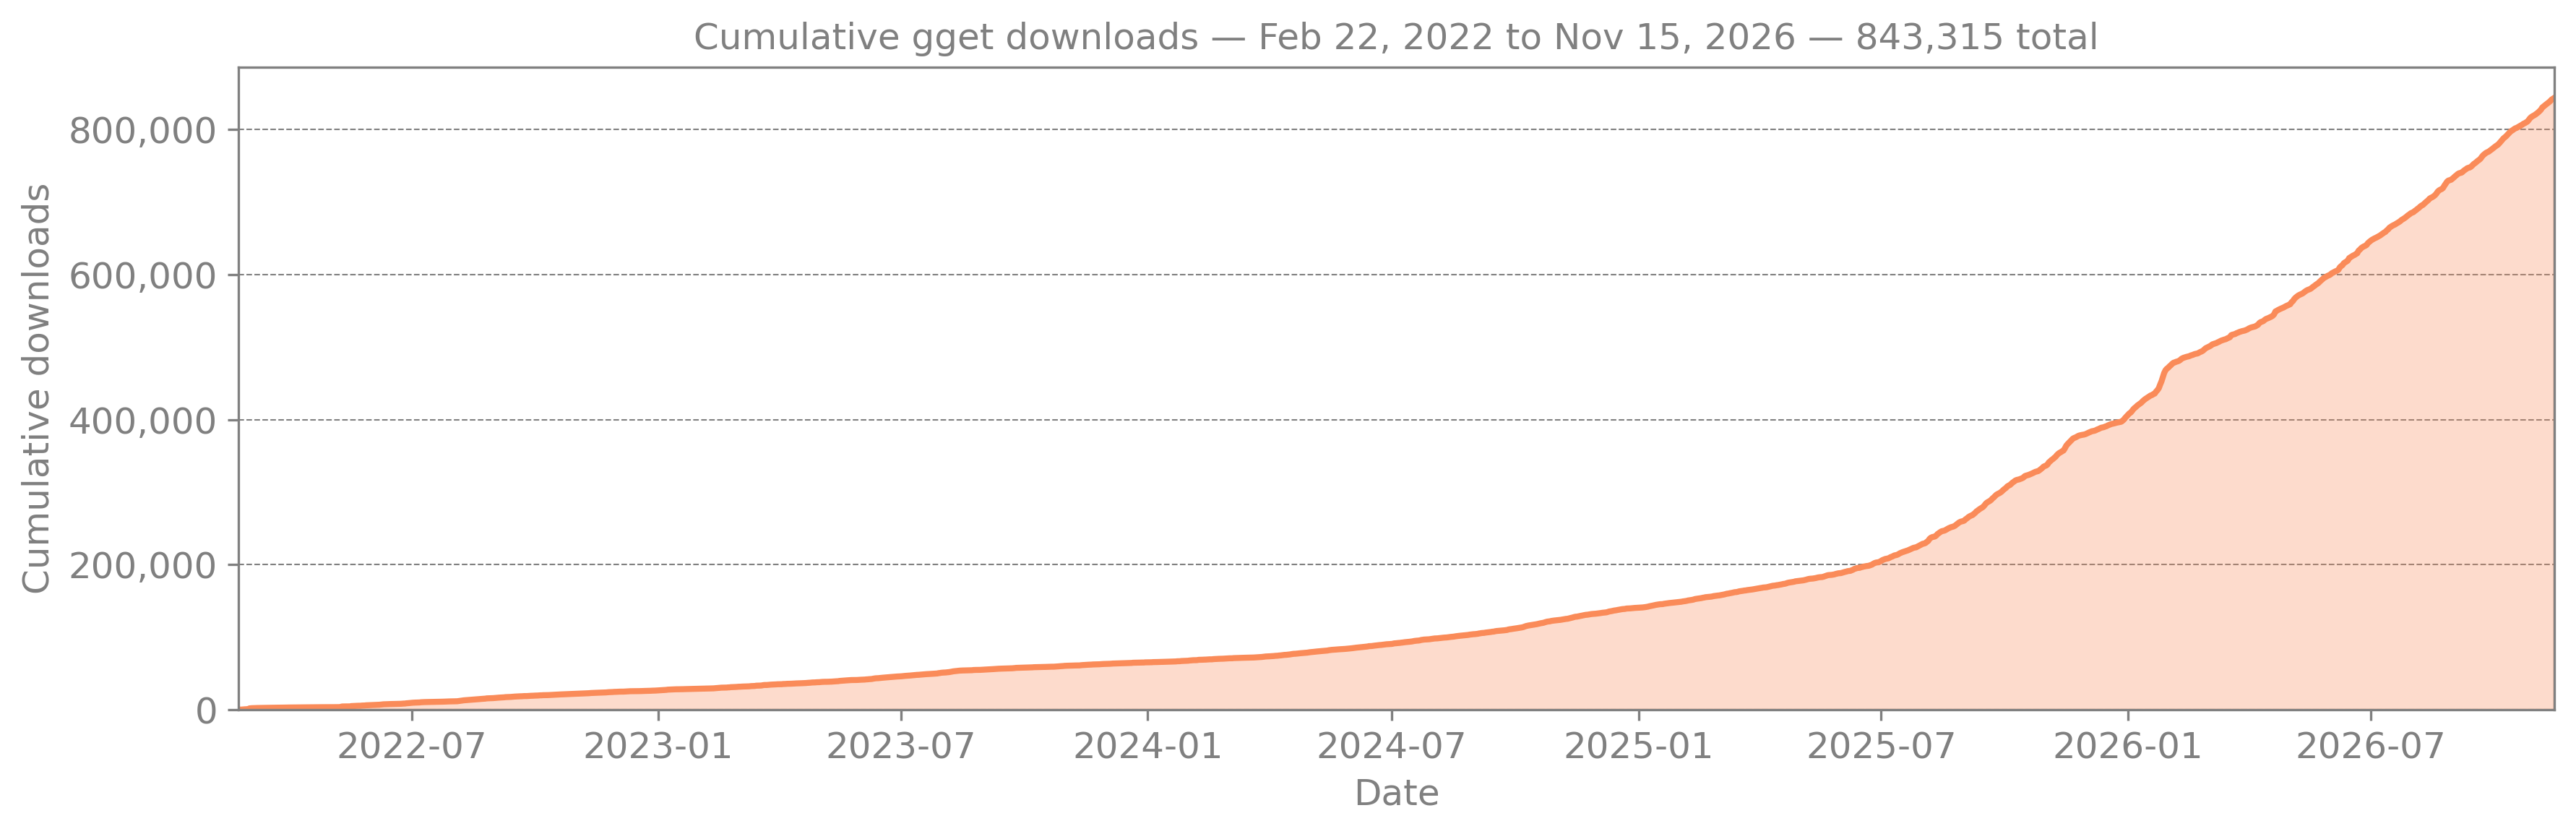 Cumulative gget downloads — Feb 22, 2022 to Nov 15, 2026 — 843,315 total
Cumulative downloads
800,000
600,000
400,000
200,000
0
2022-07 2023-01 2023-07 2024-01 2024-07 2025-01 2025-07 2026-01 2026-07
Date